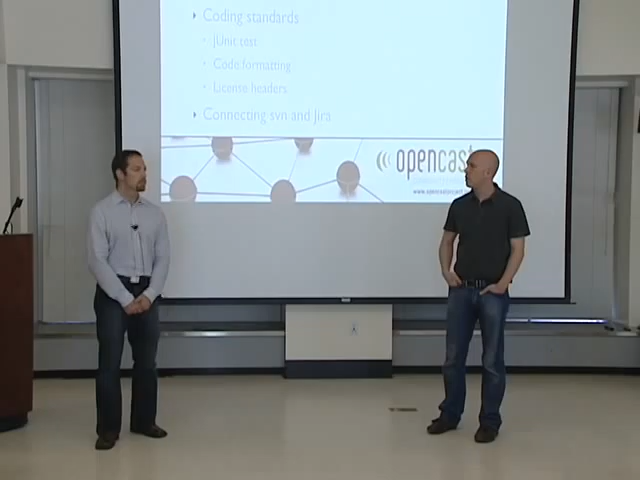 Coding standards
JUnit test
Code formatting
License headers
Connecting svn and Jira
opencast